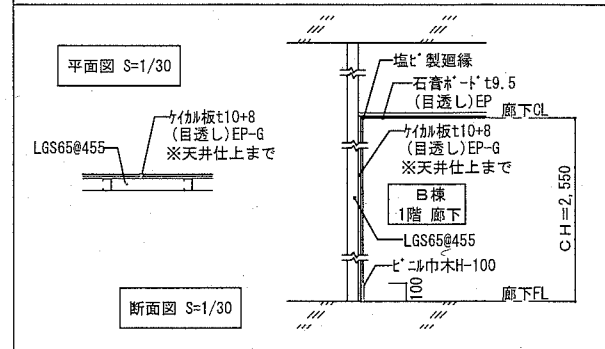 平面図 S=1/30
ケイカル板t10+8
(目透し)EP-G
※天井仕上まで
LGS65@455
塩ビ製廻縁
石膏ボードt9.5
(目透し)EP
廊下CL
ケイカル板t10+8
(目透し)EP-G
※天井仕上まで
B棟
1階 廊下
LGS65@455
ビニル巾木H-100
100
CH=2,550
廊下FL
断面図 S=1/30